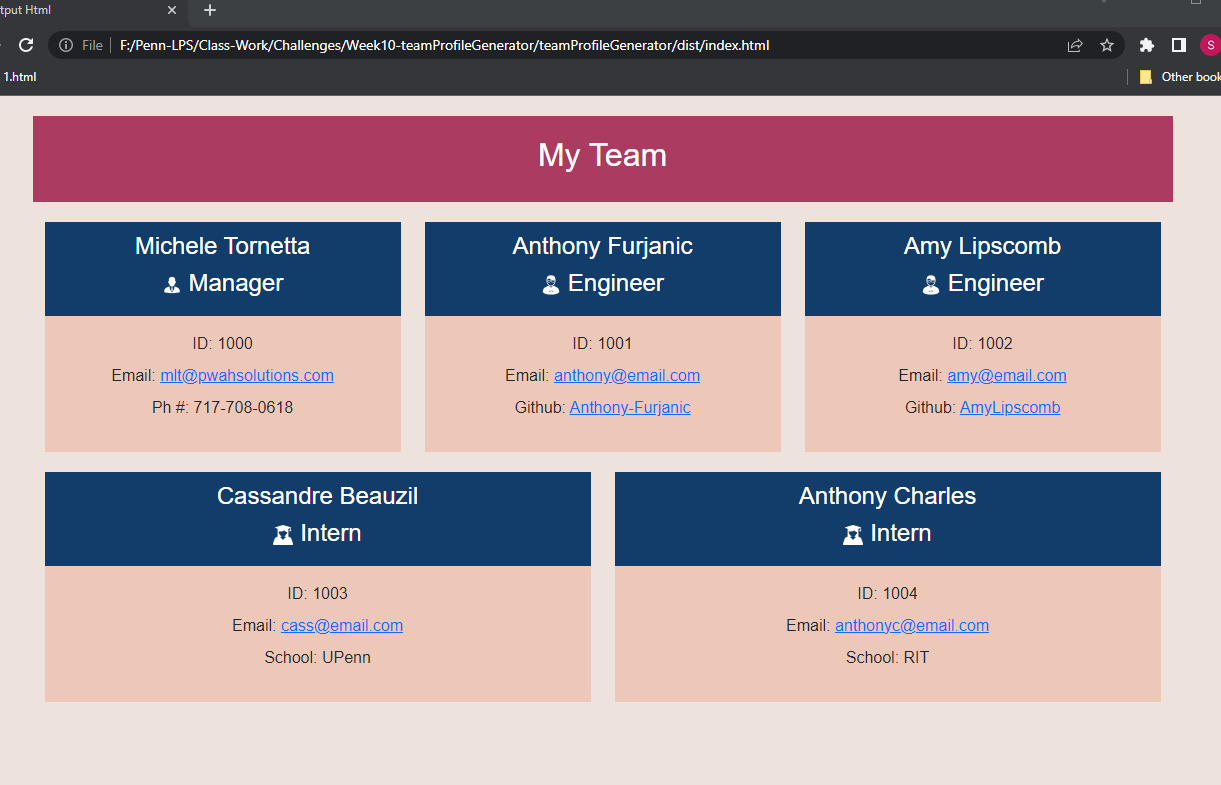 tput Html
File F:/Penn-LPS/Class-Work/Challenges/Week10-teamProfileGenerator/teamProfileGenerator/dist/index.html
S
1.html
Other book
My Team
Michele Tornetta
Manager
ID: 1000
Email: mlt@pwahsolutions.com
Ph #: 717-708-0618
Anthony Furjanic
Engineer
ID: 1001
Email: anthony@email.com
Github: Anthony-Furjanic
Amy Lipscomb
Engineer
ID: 1002
Email: amy@email.com
Github: AmyLipscomb
Cassandre Beauzil
Intern
ID: 1003
Email: cass@email.com
School: UPenn
Anthony Charles
Intern
ID: 1004
Email: anthonyc@email.com
School: RIT